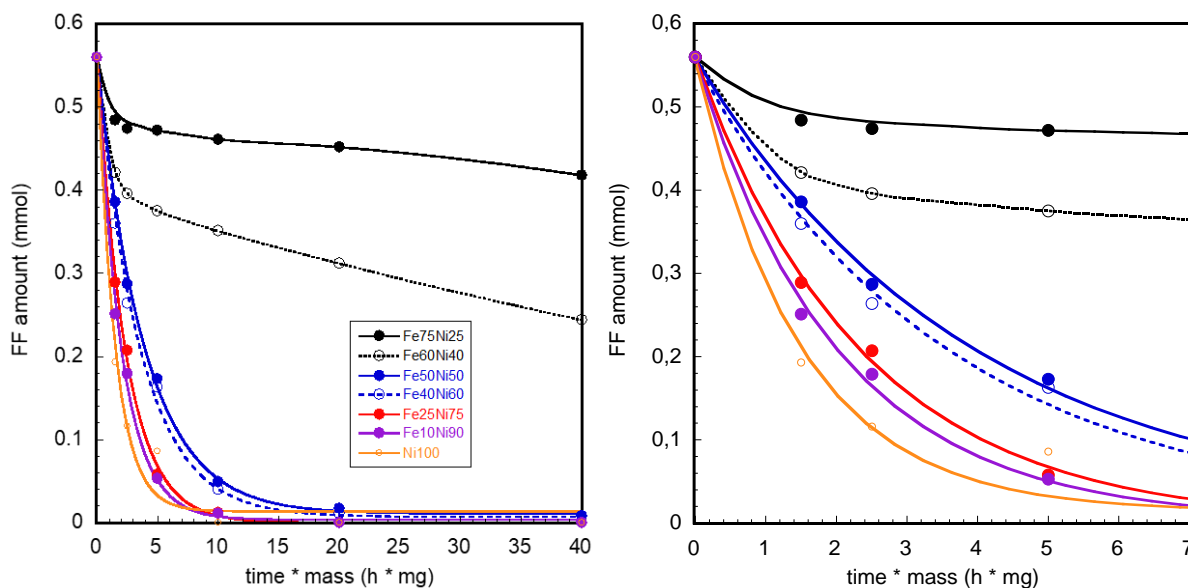 0.6
0.5
0.4
0.3
0.2
0.1
0
FF amount (mmol)
0 5 10 15 20 25 30 35 40
time * mass (h * mg)
Fe75Ni25
Fe60Ni40
Fe50Ni50
Fe40Ni60
Fe25Ni75
Fe10Ni90
Ni100
0,6
0,5
0,4
0,3
0,2
0,1
0
FF amount (mmol)
0 1 2 3 4 5 6 7
time * mass (h * mg)